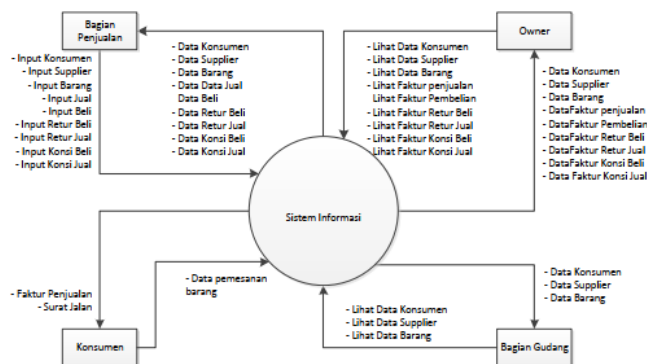 Bagian
Penjualan
Owner
- Input Konsumen
- Input Supplier
- Input Barang
- Input Jual
- Input Beli
- Input Retur Beli
- Input Retur Jual
- Input Konsi Beli
- Input Konsi Jual
- Data Konsumen
- Data Supplier
- Data Barang
- Data Data Jual
Data Beli
- Data Retur Beli
- Data Retur Jual
- Data Konsi Beli
- Data Konsi Jual
- Lihat Data Konsumen
- Lihat Data Supplier
- Lihat Data Barang
- Lihat Faktur penjualan
Lihat Faktur Pembelian
- Lihat Faktur Retur Beli
- Lihat Faktur Retur Jual
- Lihat Faktur Konsi Beli
Lihat Faktur Konsi Jual
- Data Konsumen
- Data Supplier
- Data Barang
- DataFaktur penjualan
- DataFaktur Pembelian
- DataFaktur Retur Beli
- DataFaktur Retur Jual
- DataFaktur Konsi Beli
- Data Faktur Konsi Jual
Sistem Informasi
- Faktur Penjualan
- Surat Jalan
- Data pemesanan
barang
- Lihat Data Konsumen
- Lihat Data Supplier
- Lihat Data Barang
- Data Konsumen
- Data Supplier
- Data Barang
Konsumen
Bagian Gudang